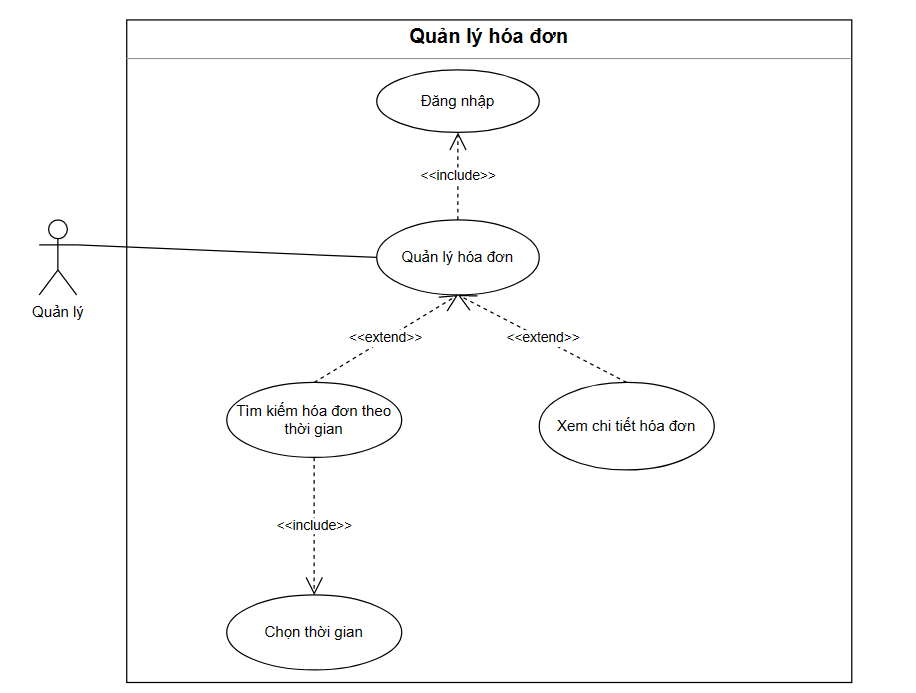 Quản lý hóa đơn
Đăng nhập
<<include>>
Quản lý hóa đơn
Quản lý
<<extend>>
<<extend>>
Tìm kiếm hóa đơn theo
thời gian
Xem chi tiết hóa đơn
<<include>>
Chọn thời gian